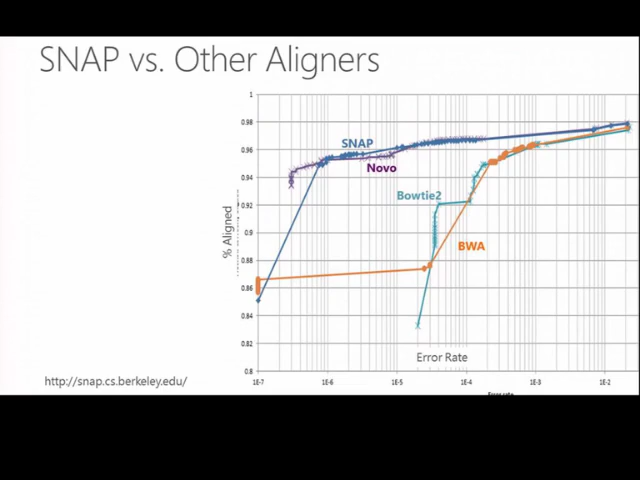 SNAP vs. Other Aligners
1
0.98
0.96
0.94
0.92
0.9
0.88
0.86
0.84
0.82
0.8
% Aligned
SNAP
Novo
Bowtie2
BWA
Error Rate
1E-7 1E-6 1E-5 1E-4 1E-3 1E-2
Error rate
http://snap.cs.berkeley.edu/